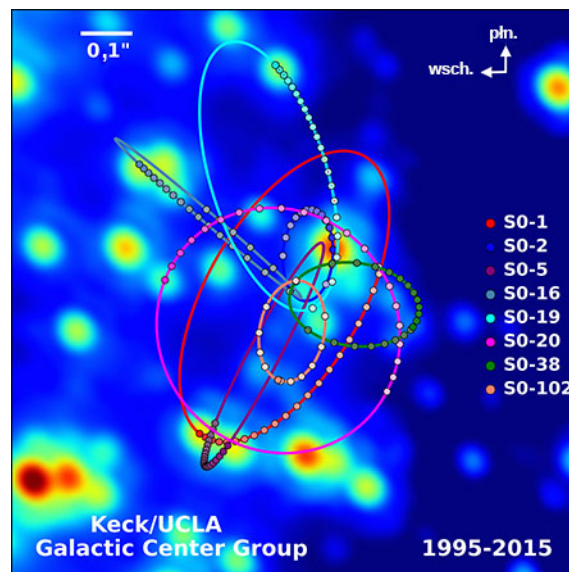 0,1"
płn.
wsch.
S0-1
S0-2
S0-5
S0-16
S0-19
S0-20
S0-38
S0-102
Keck/UCLA
Galactic Center Group
1995-2015